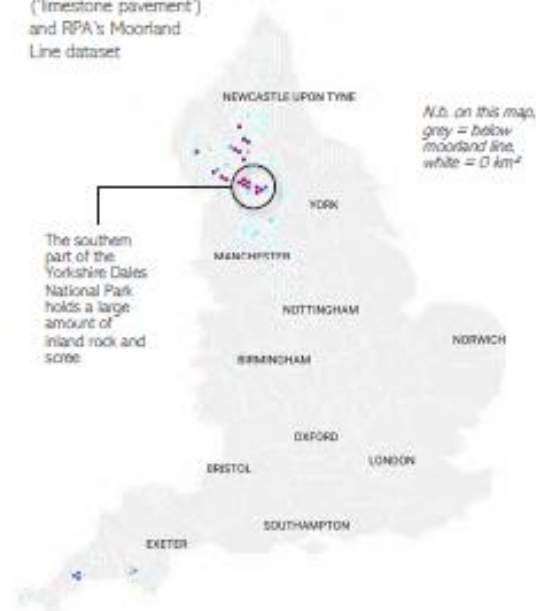 ('limestone pavement')
and RPA's Moorland
Line dataset
NEWCASTLE UPON TYNE
N.b. on this map,
grey = below
moorland line,
white = 0 km²
YORK
The southern
part of the
Yorkshire Dales
National Park
holds a large
amount of
inland rock and
scree
MANCHESTER
NOTTINGHAM
NORWICH
BIRMINGHAM
OXFORD
LONDON
BRISTOL
SOUTHAMPTON
EXETER